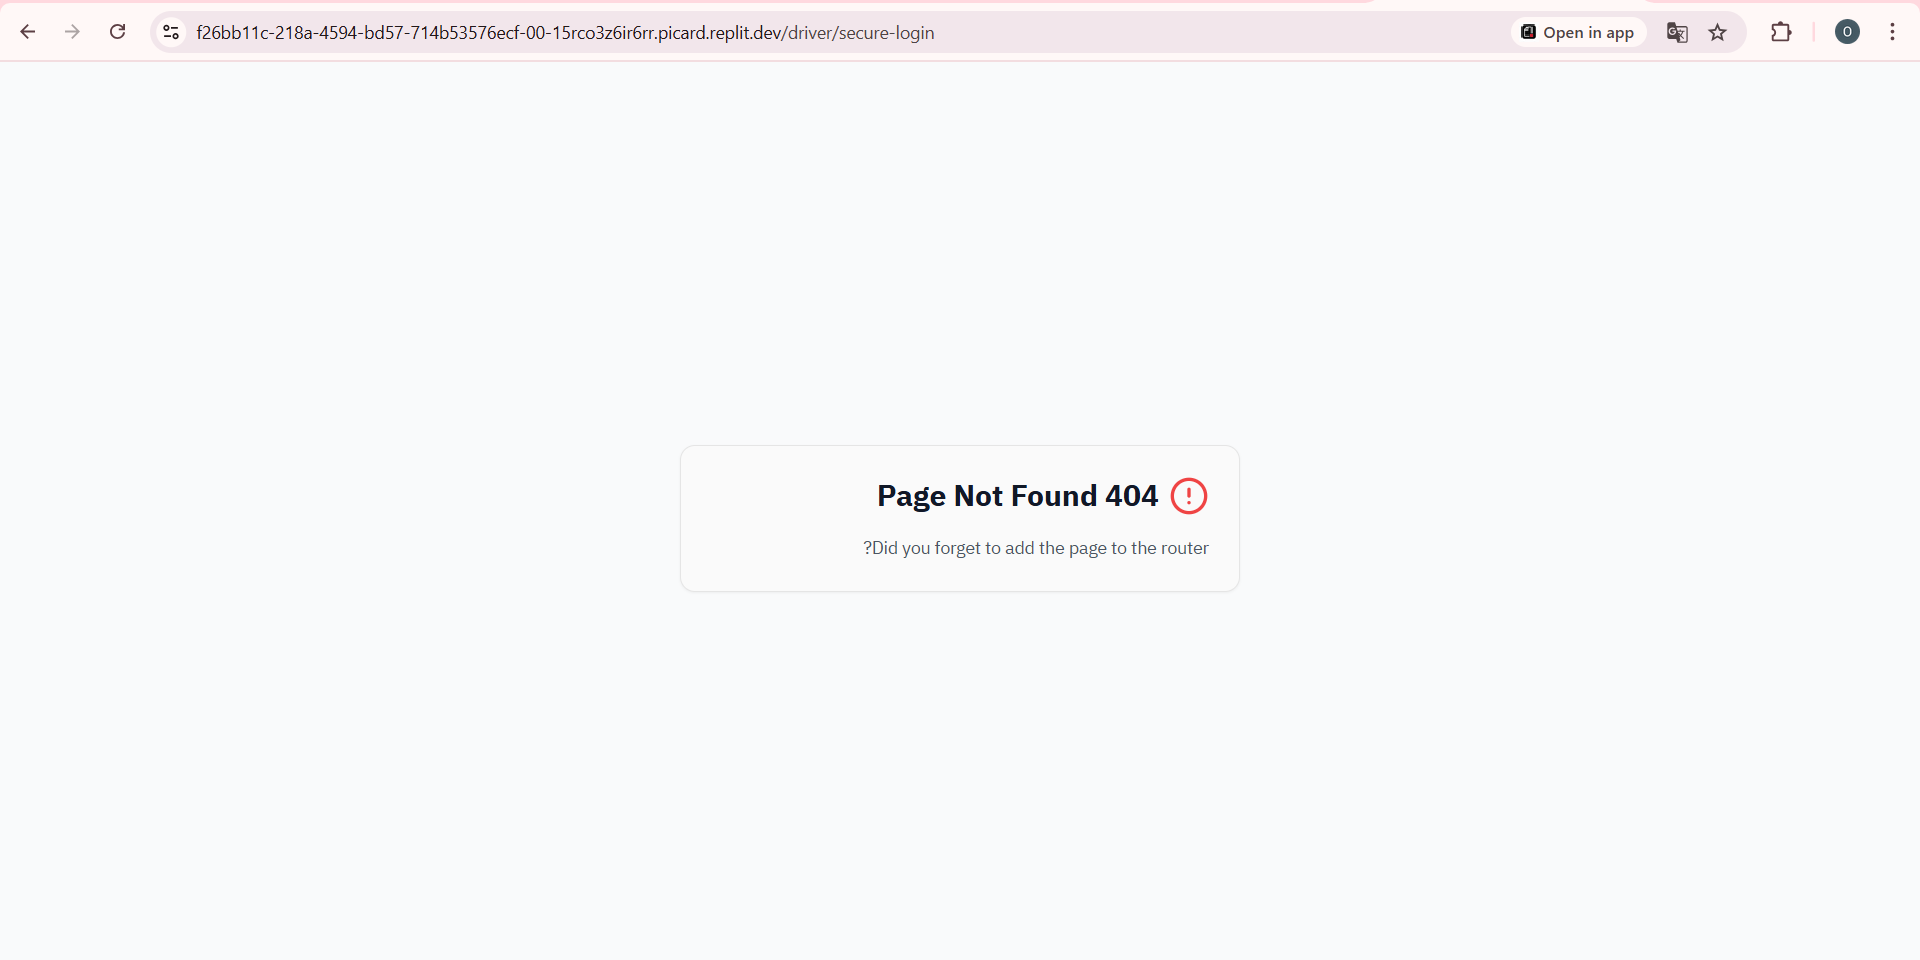 f26bb11c-218a-4594-bd57-714b53576ecf-00-15rco3z6ir6rr.picard.replit.dev/driver/secure-login
Open in app
O
Page Not Found 404
?Did you forget to add the page to the router